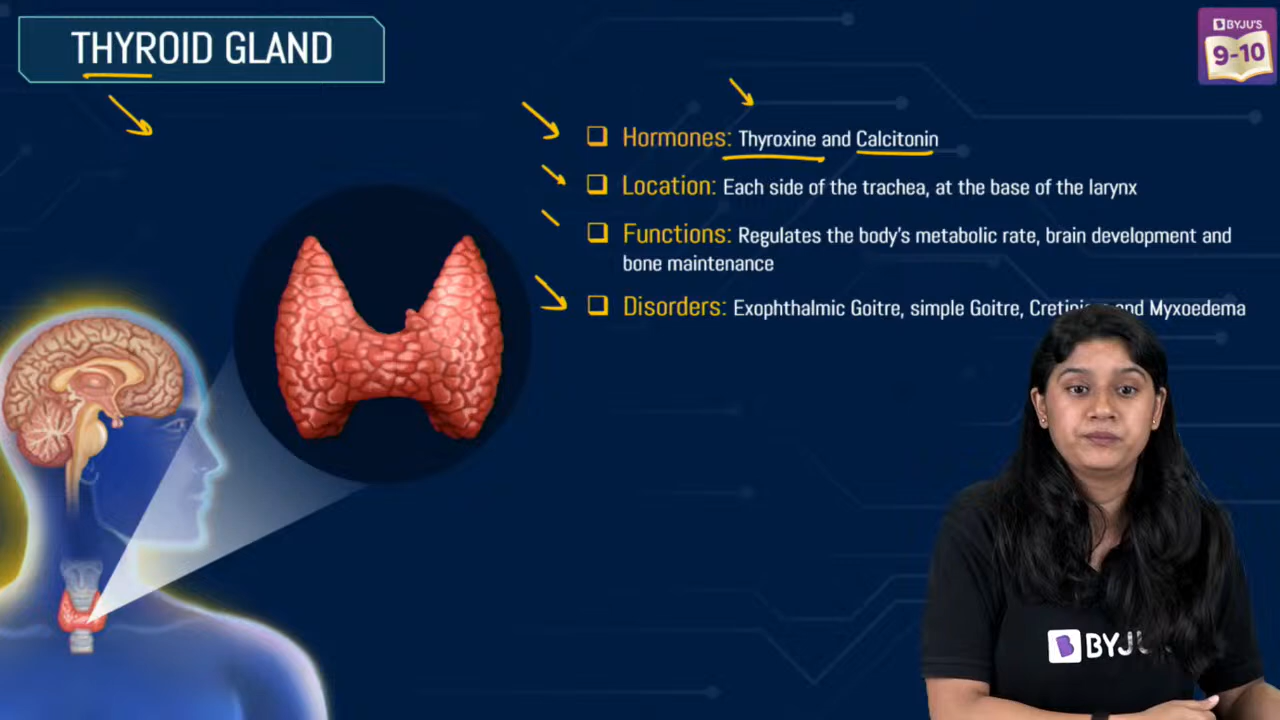 THYROID GLAND
BYJU'S
9-10
Hormones: Thyroxine and Calcitonin
Location: Each side of the trachea, at the base of the larynx
Functions: Regulates the body's metabolic rate, brain development and
bone maintenance
Disorders: Exophthalmic Goitre, simple Goitre, Myxoedema
BYJU'S